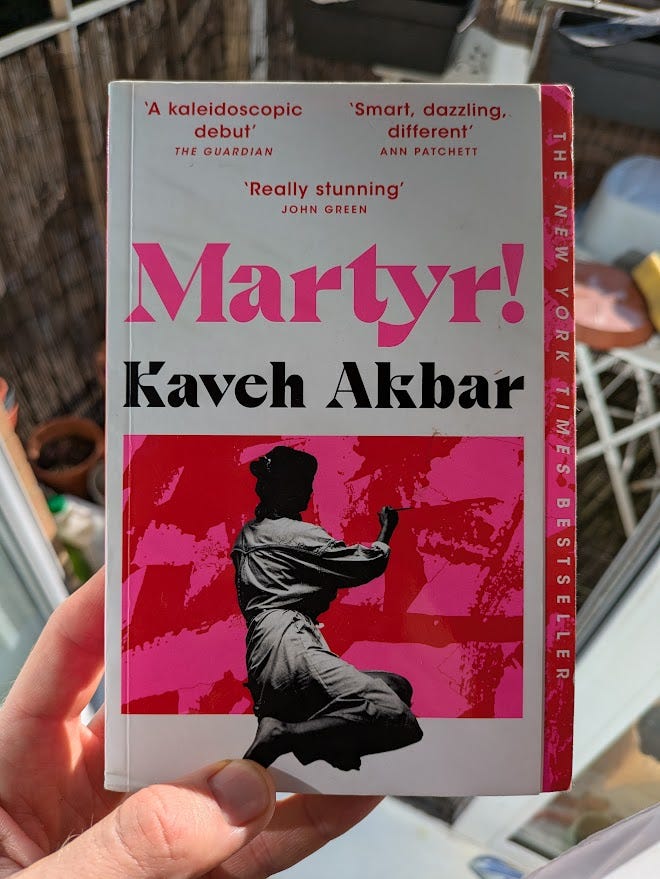 ‘A kaleidoscopic
debut’
THE GUARDIAN
‘Smart, dazzling,
different’
ANN PATCHETT
‘Really stunning’
JOHN GREEN
Martyr!
Kaveh Akbar
THE NEW YORK TIMES BESTSELLER